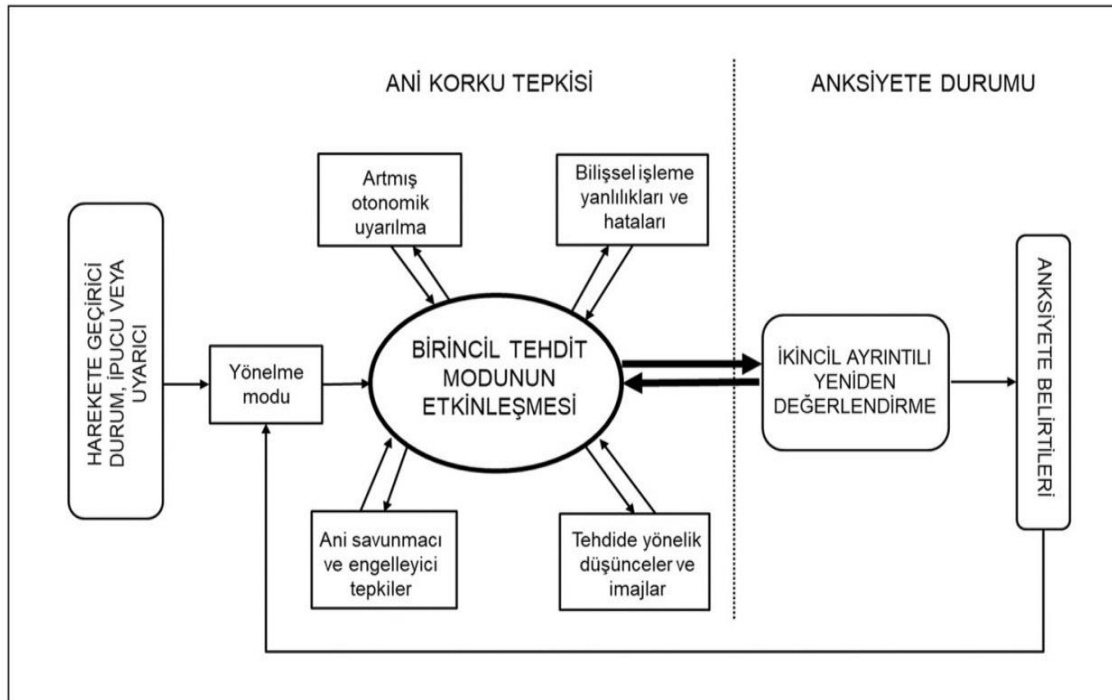 ANİ KORKU TEPKİSİ
ANKSİYETE DURUMU
HAREKETE GEÇİRİCİ
DURUM, İPUCU VEYA
UYARICI
Yönelme
modu
Artmış
otonomik
uyarılma
Bilişsel işleme
yanlılıkları ve
hataları
BİRİNCİL TEHDİT
MODUNUN
ETKİNLEŞMESİ
Ani savunmacı
ve engelleyici
tepkiler
Tehdide yönelik
düşünceler ve
imajlar
İKİNCİL AYRINTILI
YENİDEN
DEĞERLENDİRME
ANKSİYETE BELİRTİLERİ